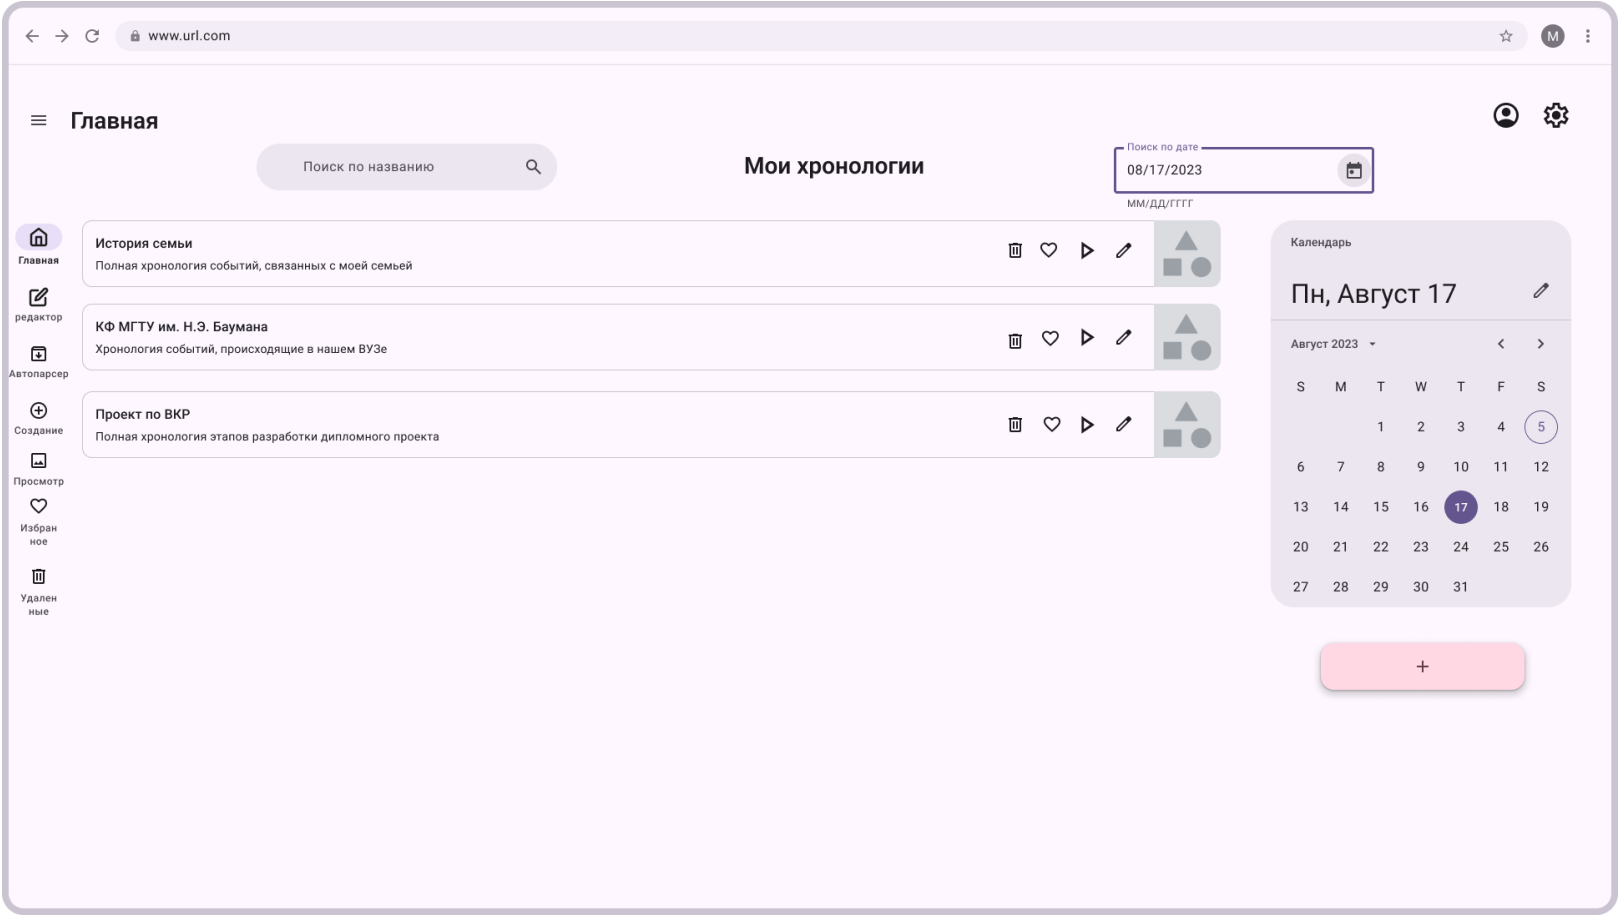 www.url.com
M
Главная
Поиск по названию
Мои хронологии
Поиск по дате
08/17/2023
ММ/ДД/ГГГГ
Главная
редактор
Автопарсер
Создание
Просмотр
Избран
ное
Удален
ные
История семьи
Полная хронология событий, связанных с моей семьей
КФ МГТУ им. Н.Э. Баумана
Хронология событий, происходящие в нашем ВУЗе
Проект по ВКР
Полная хронология этапов разработки дипломного проекта
Календарь
Пн, Август 17
Август 2023
S M T W T F S
1 2 3 4 5
6 7 8 9 10 11 12
13 14 15 16 17 18 19
20 21 22 23 24 25 26
27 28 29 30 31
+